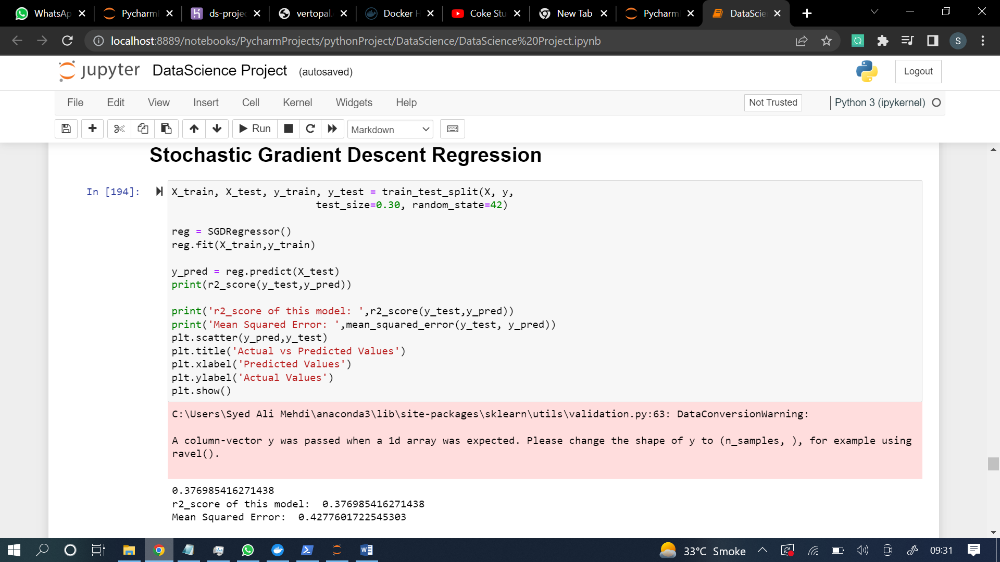 WhatsAp
Pycharm
ds-projec
vertopal.
Docker H
Coke Stu
New Tab
Pycharm
DataScie
localhost:8889/notebooks/PycharmProjects/pythonProject/DataScience/DataScience%20Project.ipynb
S
jupyter DataScience Project (autosaved)
Logout
File Edit View Insert Cell Kernel Widgets Help
Not Trusted
Python 3 (ipykernel)
Run
Markdown
Stochastic Gradient Descent Regression
In [194]:
X_train, X_test, y_train, y_test = train_test_split(X, y,
test_size=0.30, random_state=42)
reg = SGDRegressor()
reg.fit(X_train,y_train)
y_pred = reg.predict(X_test)
print(r2_score(y_test,y_pred))
print('r2_score of this model: ',r2_score(y_test,y_pred))
print('Mean Squared Error: ',mean_squared_error(y_test, y_pred))
plt.scatter(y_pred,y_test)
plt.title('Actual vs Predicted Values')
plt.xlabel('Predicted Values')
plt.ylabel('Actual Values')
plt.show()
C:\Users\Syed Ali Mehdi\anaconda3\lib\site-packages\sklearn\utils\validation.py:63: DataConversionWarning:
A column-vector y was passed when a 1d array was expected. Please change the shape of y to (n_samples, ), for example using
ravel().
0.376985416271438
r2_score of this model:  0.376985416271438
Mean Squared Error:  0.4277601722545303
33°C Smoke
09:31